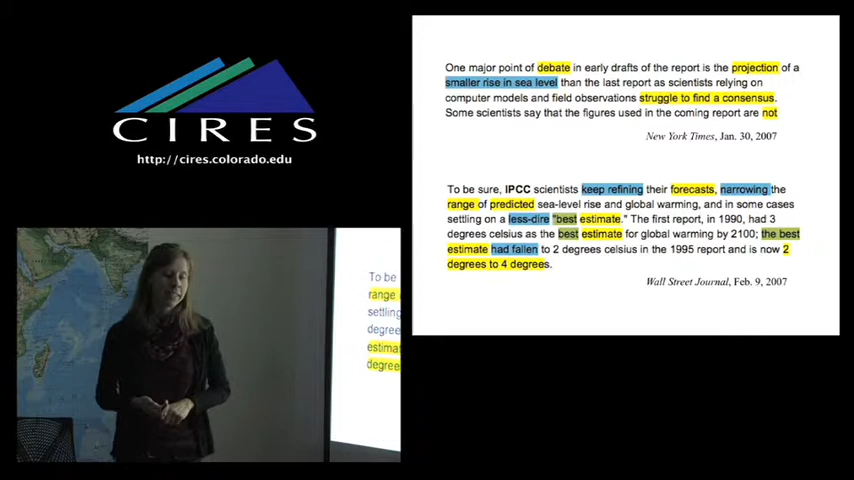 CIRES
http://cires.colorado.edu
One major point of debate in early drafts of the report is the projection of a
smaller rise in sea level than the last report as scientists relying on
computer models and field observations struggle to find a consensus.
Some scientists say that the figures used in the coming report are not
New York Times, Jan. 30, 2007
To be sure, IPCC scientists keep refining their forecasts, narrowing the
range of predicted sea-level rise and global warming, and in some cases
settling on a less-dire "best estimate." The first report, in 1990, had 3
degrees celsius as the best estimate for global warming by 2100; the best
estimate had fallen to 2 degrees celsius in the 1995 report and is now 2
degrees to 4 degrees.
Wall Street Journal, Feb. 9, 2007
To be
range
settling
degree
estimat
degree